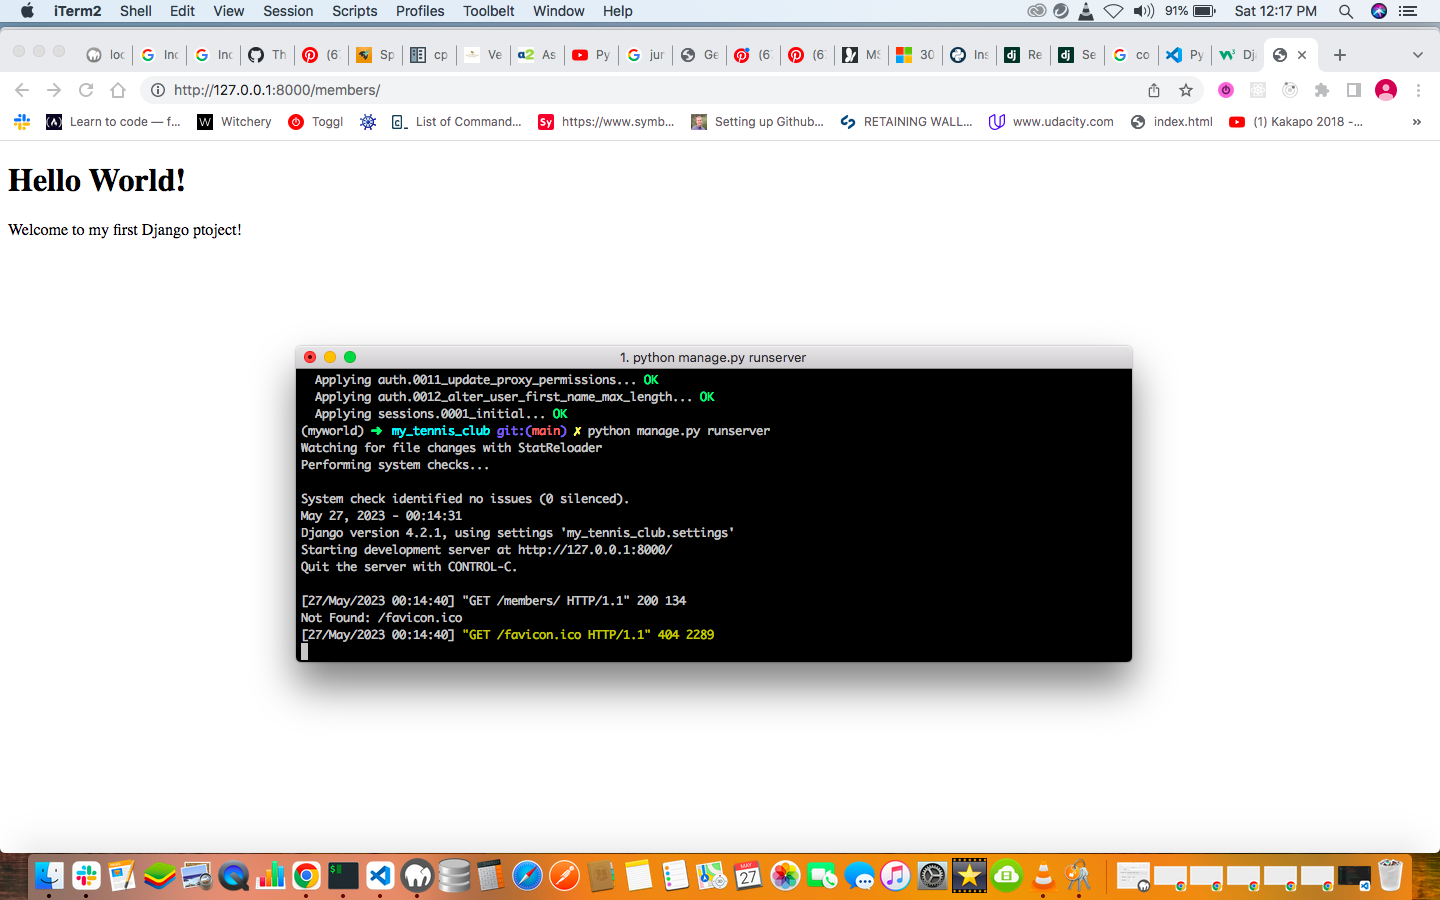 iTerm2 Shell Edit View Session Scripts Profiles Toolbelt Window Help 91% Sat 12:17 PM
loc Inc Inc Th (6 Sp cp Ve a2 As Py jur Ge (6 (6 MS 30 Ins dj Re dj Se co Py Dj
http://127.0.0.1:8000/members/
Learn to code — f... W Witchery Toggl List of Command... Sy https://www.symb... Setting up Github... RETAINING WALL... www.udacity.com index.html (1) Kakapo 2018 -... »
Hello World!
Welcome to my first Django ptoject!
1. python manage.py runserver
Applying auth.0011_update_proxy_permissions... OK
Applying auth.0012_alter_user_first_name_max_length... OK
Applying sessions.0001_initial... OK
(myworld) ➜ my_tennis_club git:(main) ✗ python manage.py runserver
Watching for file changes with StatReloader
Performing system checks...
System check identified no issues (0 silenced).
May 27, 2023 - 00:14:31
Django version 4.2.1, using settings 'my_tennis_club.settings'
Starting development server at http://127.0.0.1:8000/
Quit the server with CONTROL-C.
[27/May/2023 00:14:40] "GET /members/ HTTP/1.1" 200 134
Not Found: /favicon.ico
[27/May/2023 00:14:40] "GET /favicon.ico HTTP/1.1" 404 2289
MAY
27